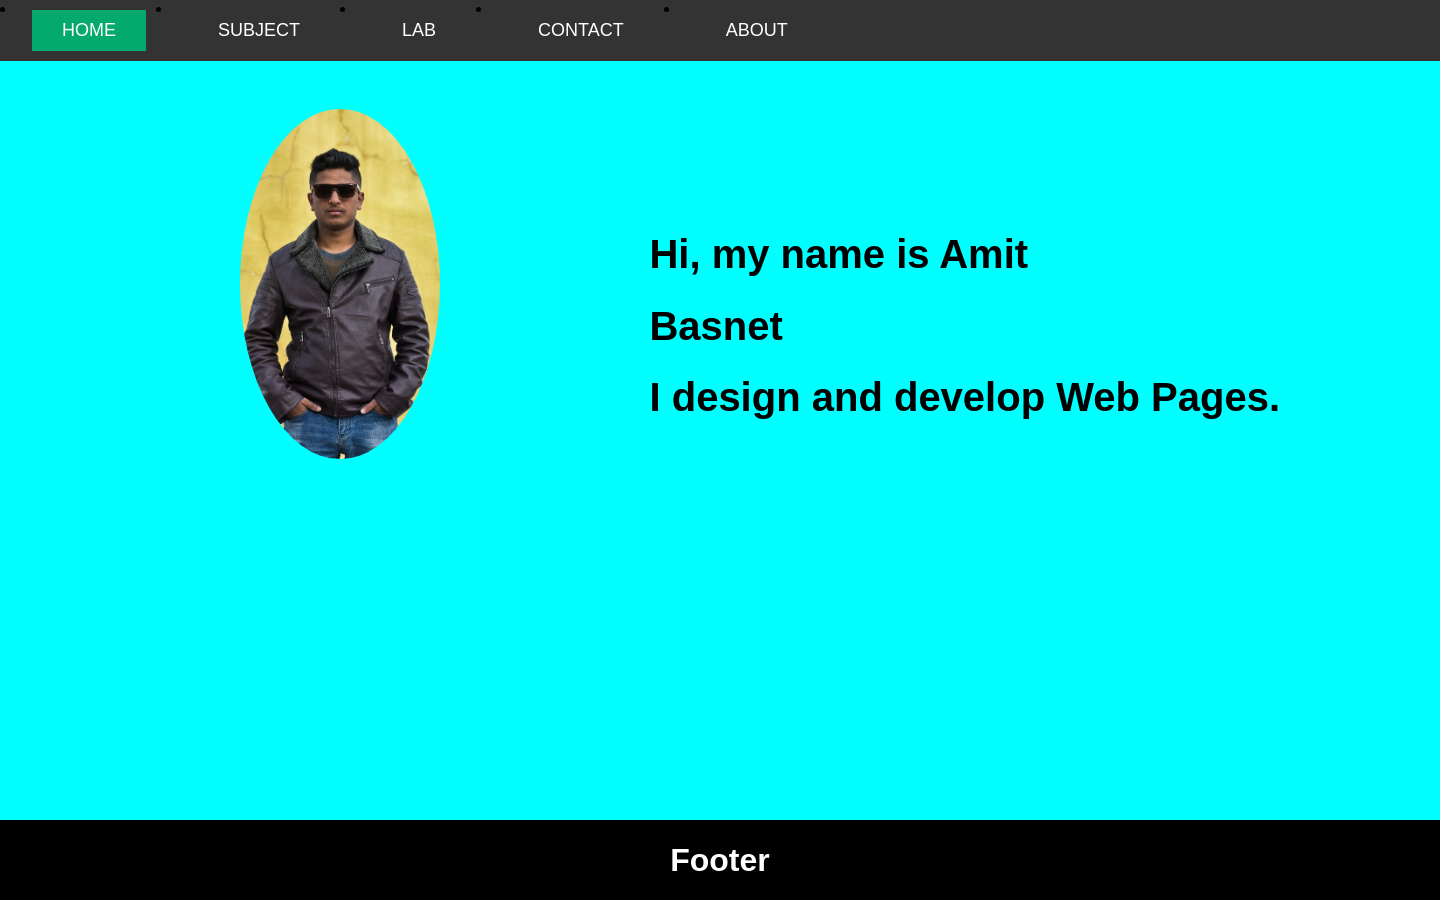 HOME SUBJECT LAB CONTACT ABOUT
Hi, my name is Amit
Basnet
I design and develop Web Pages.
Footer